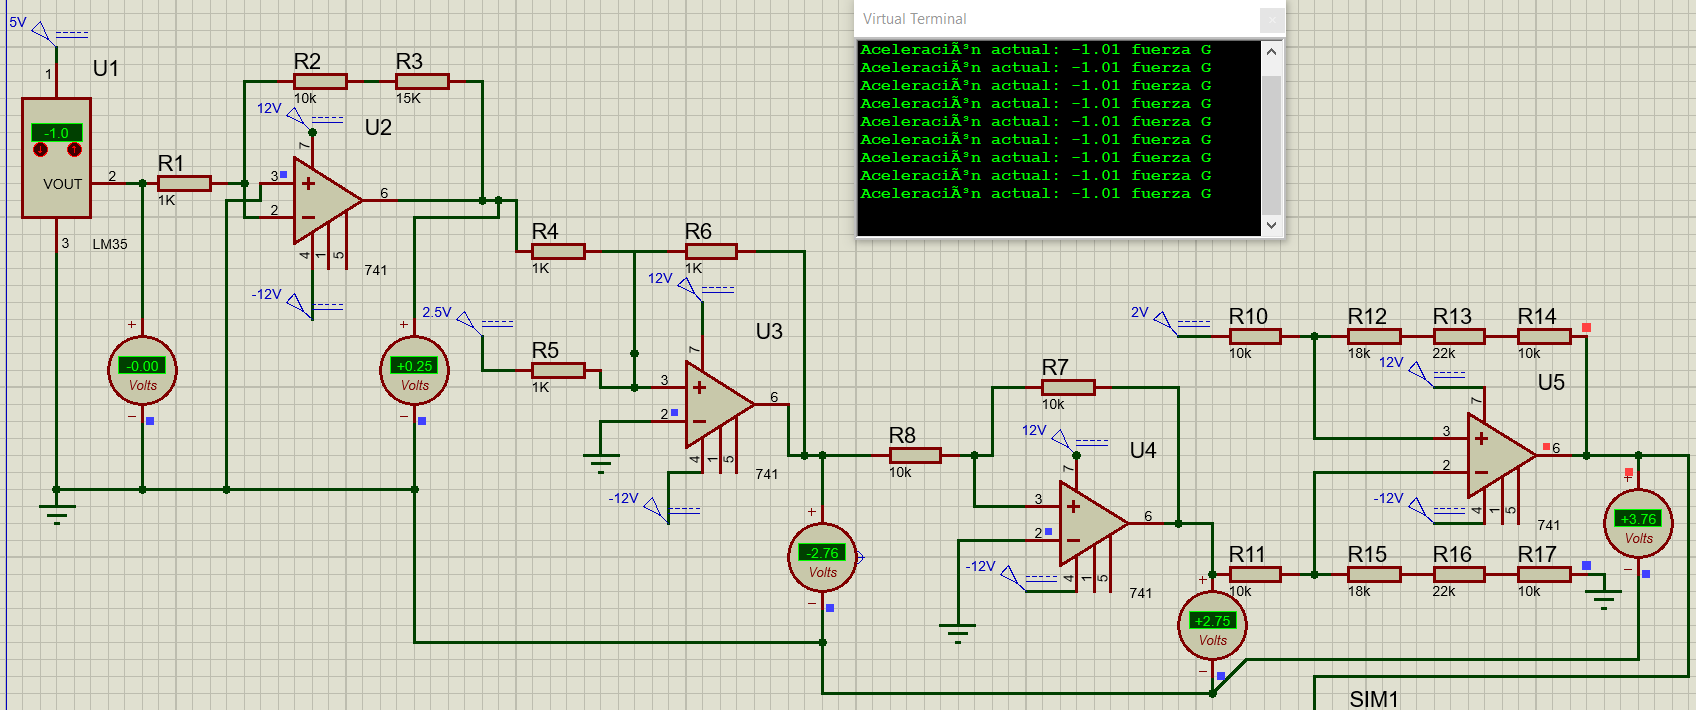 Virtual Terminal
AceleraciÃ³n actual: -1.01 fuerza G
AceleraciÃ³n actual: -1.01 fuerza G
AceleraciÃ³n actual: -1.01 fuerza G
AceleraciÃ³n actual: -1.01 fuerza G
AceleraciÃ³n actual: -1.01 fuerza G
AceleraciÃ³n actual: -1.01 fuerza G
AceleraciÃ³n actual: -1.01 fuerza G
AceleraciÃ³n actual: -1.01 fuerza G
AceleraciÃ³n actual: -1.01 fuerza G
5V
1
U1
-1.0
VOUT
2
3
LM35
R1
1K
R2
10k
R3
15K
12V
U2
7
3
2
6
4
1
5
741
-12V
+
-0.00
Volts
−
+
+0.25
Volts
−
R4
1K
R6
1K
2.5V
R5
1K
12V
U3
7
3
2
6
4
1
5
741
-12V
+
-2.76
Volts
−
R8
10k
R7
10k
12V
U4
7
3
2
6
4
1
5
741
-12V
+
+2.75
Volts
−
2V
R10
10k
R12
18k
R13
22k
R14
10k
12V
U5
7
3
2
6
4
1
5
741
-12V
R11
10k
R15
18k
R16
22k
R17
10k
+
+3.76
Volts
−
SIM1